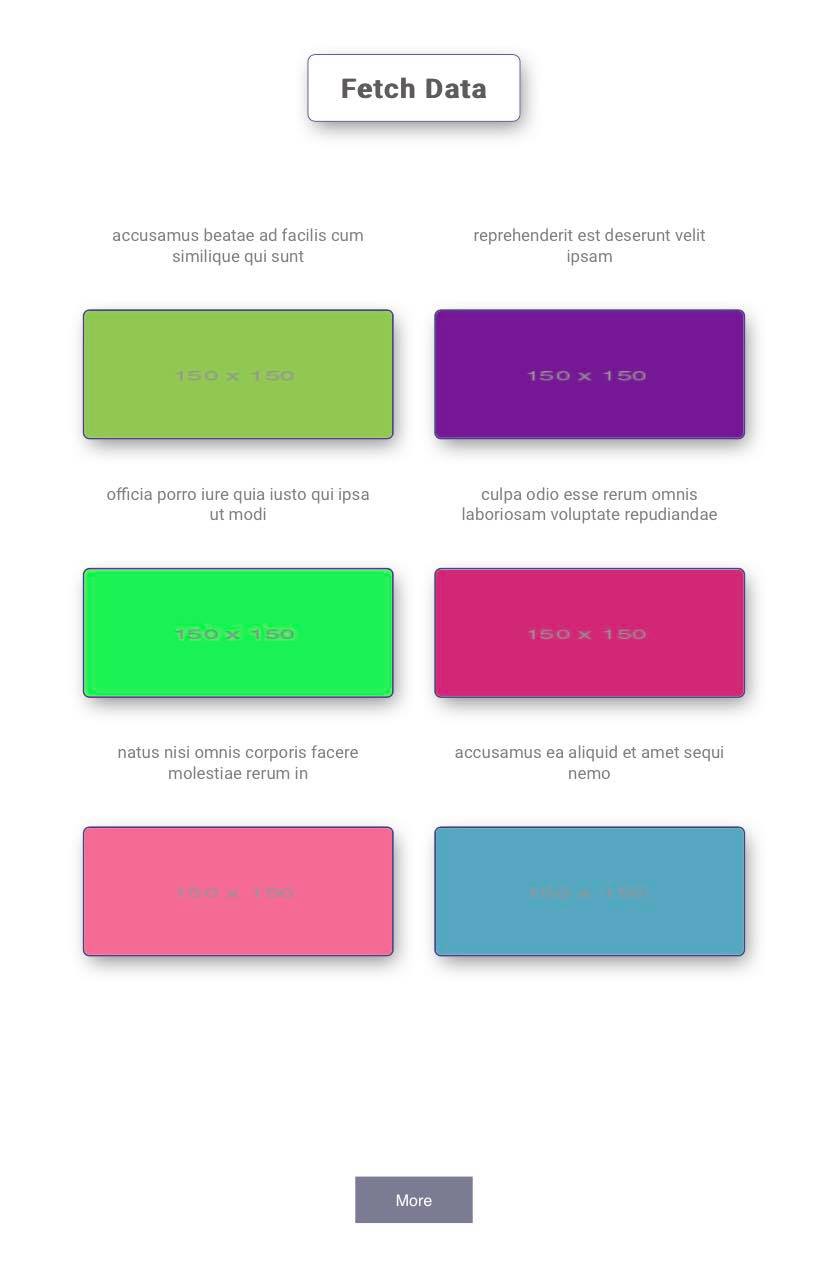 Fetch Data
accusamus beatae ad facilis cum
similique qui sunt
reprehenderit est deserunt velit
ipsam
150 x 150
150 x 150
officia porro iure quia iusto qui ipsa
ut modi
culpa odio esse rerum omnis
laboriosam voluptate repudiandae
150 x 150
150 x 150
natus nisi omnis corporis facere
molestiae rerum in
accusamus ea aliquid et amet sequi
nemo
150 x 150
150 x 150
More